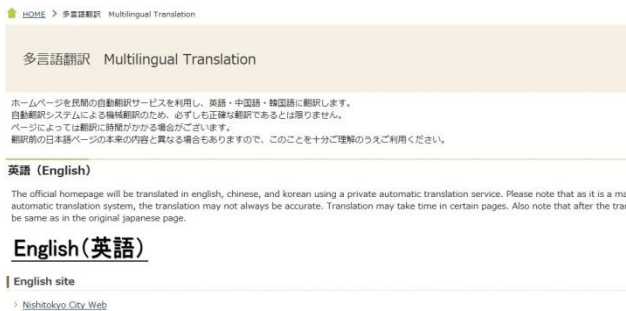 HOME > 多言語翻訳 Multilingual Translation
多言語翻訳 Multilingual Translation
ホームページを民間の自動翻訳サービスを利用し、英語・中国語・韓国語に翻訳します。
自動翻訳システムによる機械翻訳のため、必ずしも正確な翻訳であるとは限りません。
ページによっては翻訳に時間がかかる場合がございます。
翻訳前の日本語ページの本来の内容と異なる場合もありますので、このことを十分ご理解のうえご利用ください。
英語（English）
The official homepage will be translated in english, chinese, and korean using a private automatic translation service. Please note that as it is a ma
automatic translation system, the translation may not always be accurate. Translation may take time in certain pages. Also note that after the tra
be same as in the original japanese page.
English（英語）
English site
> Nishitokyo City Web